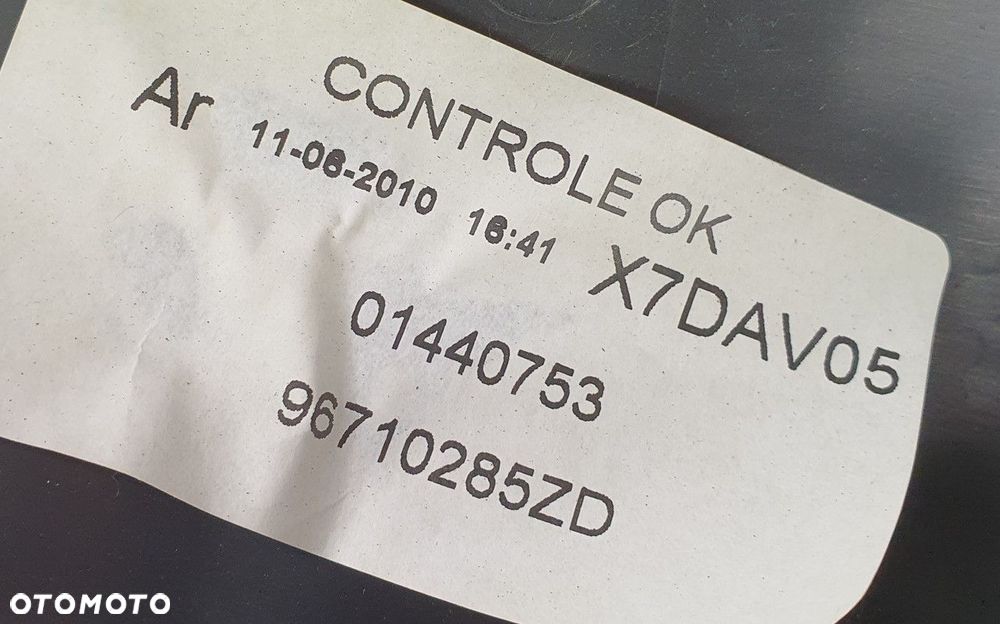 CONTROLE OK
Ar
11-06-2010 16:41
X7DAV05
01440753
96710285ZD
OTOMOTO